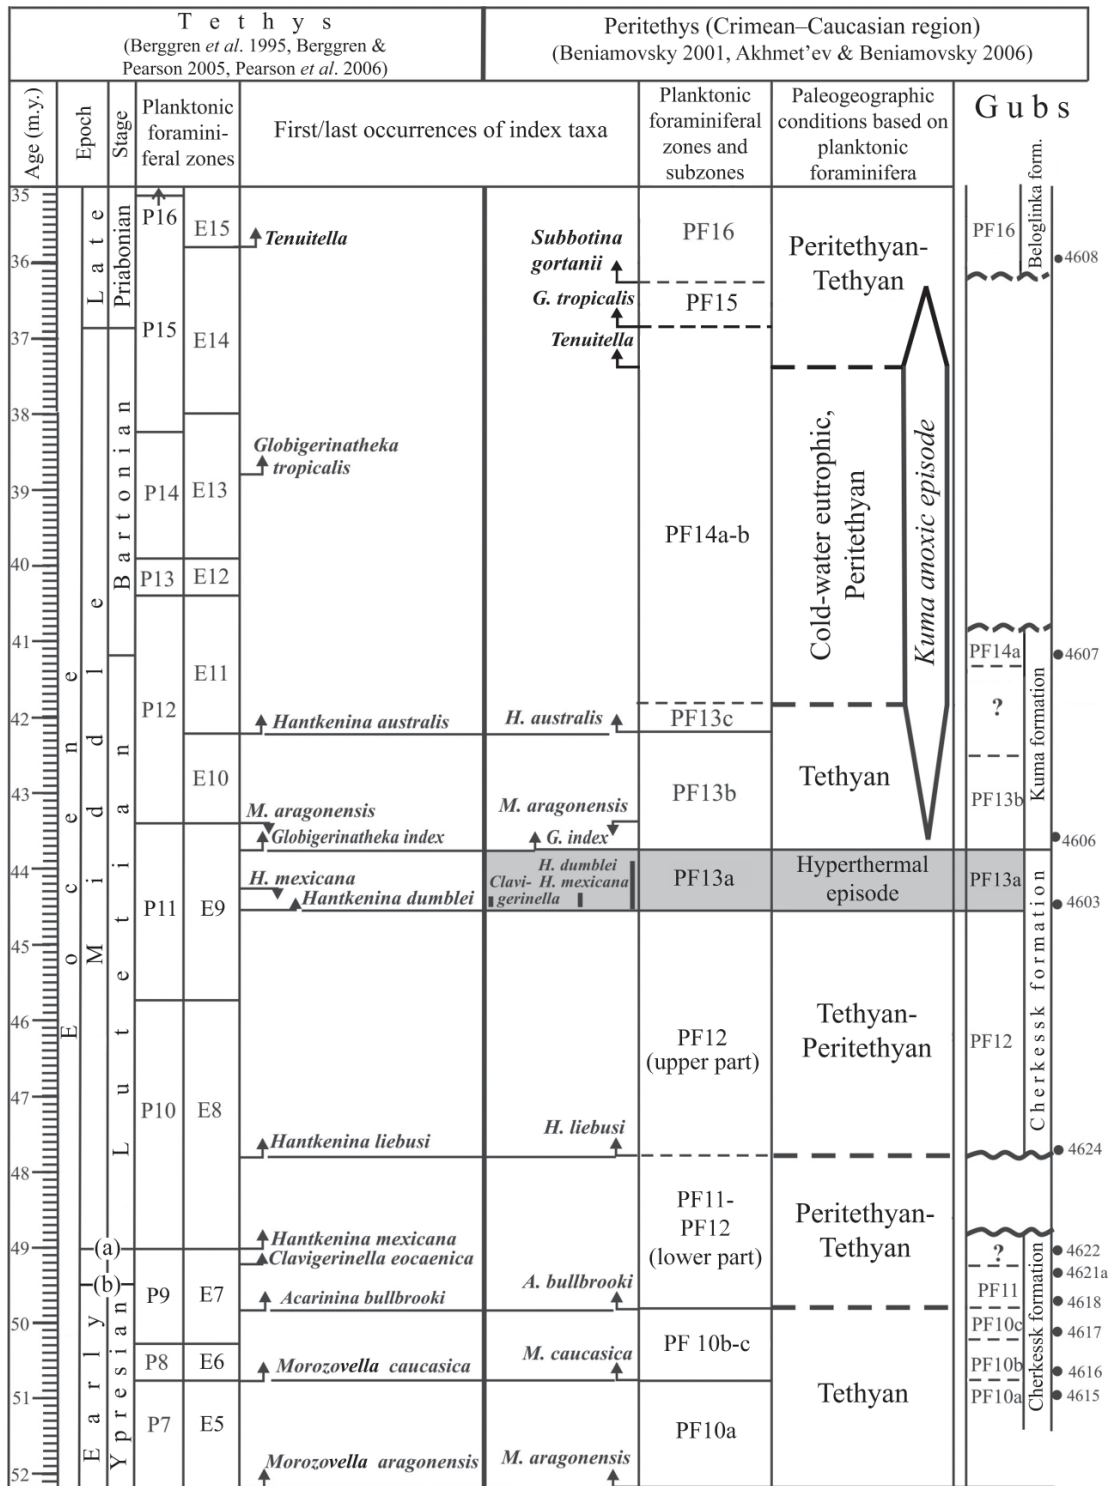 Tethys
(Berggren et al. 1995, Berggren &
Pearson 2005, Pearson et al. 2006)
Peritethys (Crimean–Caucasian region)
(Beniamovsky 2001, Akhmet'ev & Beniamovsky 2006)
Age (m.y.)
Epoch
Stage
Planktonic
foramini-
feral zones
First/last occurrences of index taxa
Planktonic
foraminiferal
zones and
subzones
Paleogeographic
conditions based on
planktonic
foraminifera
Gubs
35
36
37
38
39
40
41
42
43
44
45
46
47
48
49
50
51
52
Eocene
Late
Middle
Early
Priabonian
Bartonian
Lutetian
Ypresian
(a)
(b)
P16
P15
P14
P13
P12
P11
P10
P9
P8
P7
E15
E14
E13
E12
E11
E10
E9
E8
E7
E6
E5
Tenuitella
Globigerinatheka
tropicalis
Hantkenina australis
M. aragonensis
Globigerinatheka index
H. mexicana
Hantkenina dumblei
Hantkenina liebusi
Hantkenina mexicana
Clavigerinella eocaenica
Acarinina bullbrooki
Morozovella caucasica
Morozovella aragonensis
Subbotina
gortanii
G. tropicalis
Tenuitella
H. australis
M. aragonensis
G. index
H. dumblei
Clavi- H. mexicana
gerinella
H. liebusi
A. bullbrooki
M. caucasica
M. aragonensis
PF16
PF15
PF14a-b
PF13c
PF13b
PF13a
PF12
(upper part)
PF11-
PF12
(lower part)
PF 10b-c
PF10a
Peritethyan-
Tethyan
Cold-water eutrophic,
Peritethyan
Kuma anoxic episode
Tethyan
Hyperthermal
episode
Tethyan-
Peritethyan
Peritethyan-
Tethyan
Tethyan
PF16
PF14a
?
PF13b
PF13a
PF12
?
PF11
PF10c
PF10b
PF10a
Beloglinka form.
Kuma formation
Cherkessk formation
Cherkessk formation
4608
4607
4606
4603
4624
4622
4621a
4618
4617
4616
4615